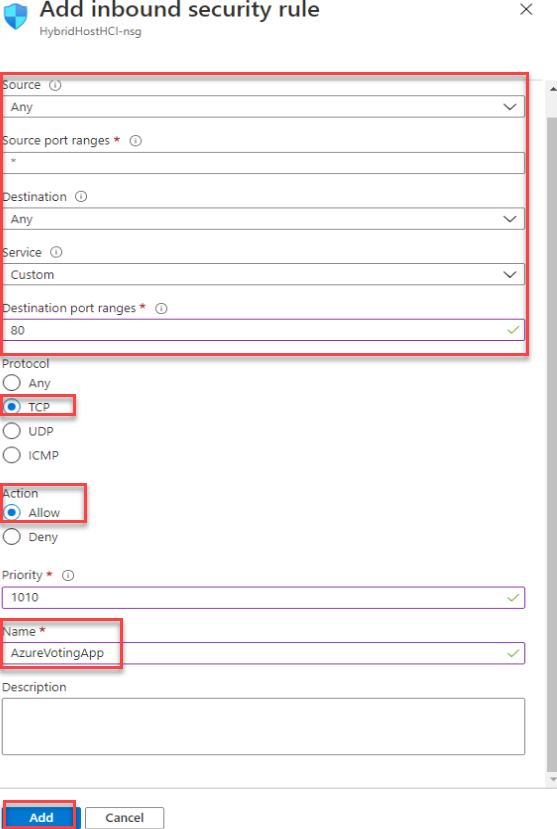 Add inbound security rule
HybridHostHCI-nsg
Source
Any
Source port ranges *
*
Destination
Any
Service
Custom
Destination port ranges *
80
Protocol
Any
TCP
UDP
ICMP
Action
Allow
Deny
Priority *
1010
Name *
AzureVotingApp
Description
Add Cancel